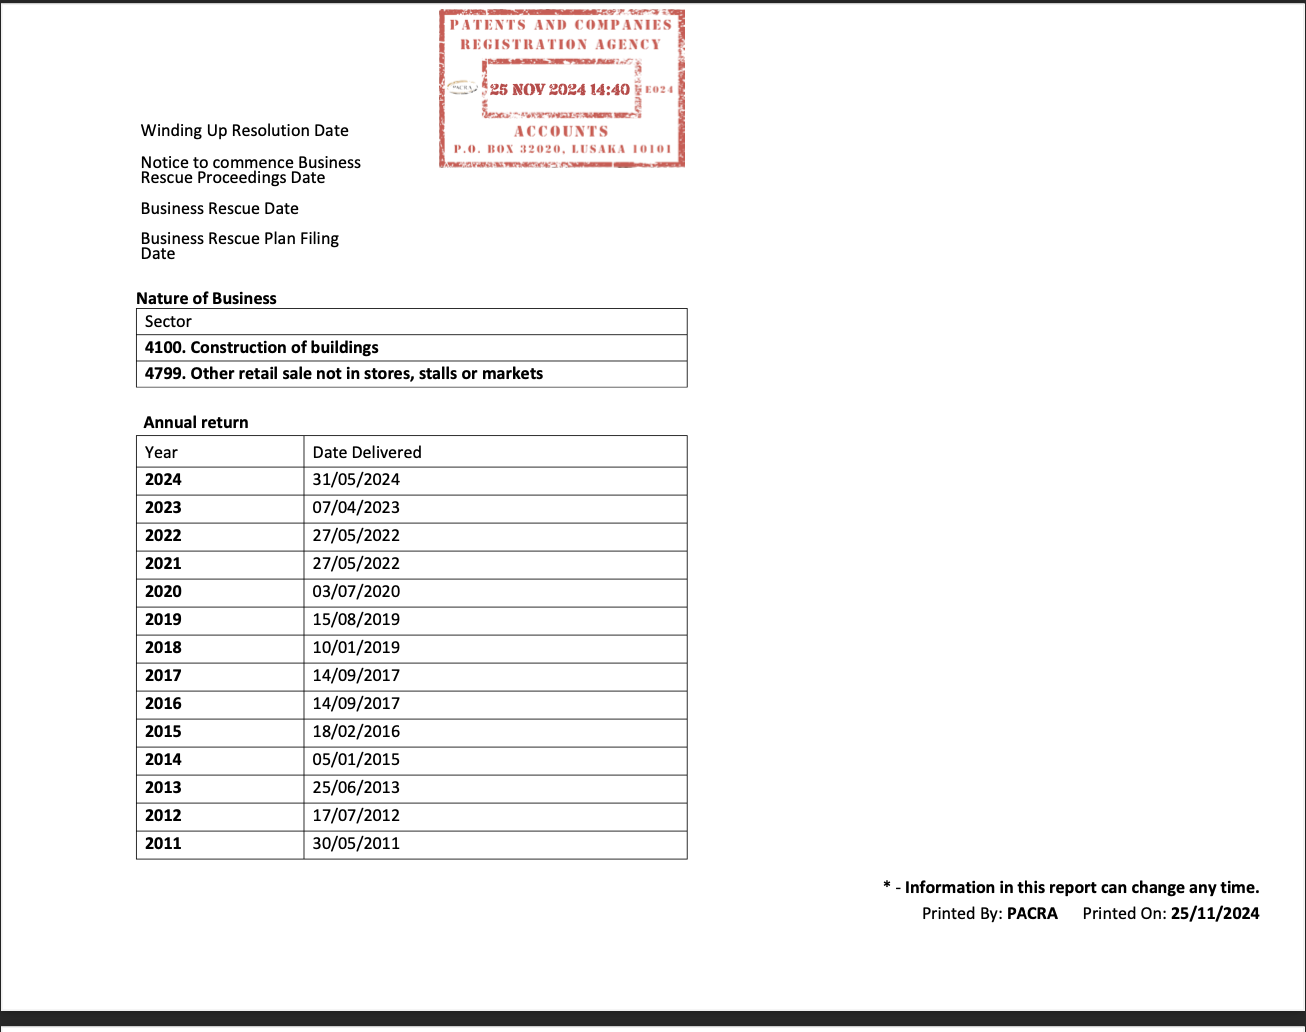 PATENTS AND COMPANIES
REGISTRATION AGENCY
PACRA
25 NOV 2024 14:40
E024
ACCOUNTS
P.O. BOX 32020, LUSAKA 10101
Winding Up Resolution Date
Notice to commence Business
Rescue Proceedings Date
Business Rescue Date
Business Rescue Plan Filing
Date
Nature of Business
Sector
4100. Construction of buildings
4799. Other retail sale not in stores, stalls or markets
Annual return
Year Date Delivered
2024 31/05/2024
2023 07/04/2023
2022 27/05/2022
2021 27/05/2022
2020 03/07/2020
2019 15/08/2019
2018 10/01/2019
2017 14/09/2017
2016 14/09/2017
2015 18/02/2016
2014 05/01/2015
2013 25/06/2013
2012 17/07/2012
2011 30/05/2011
* - Information in this report can change any time.
Printed By: PACRA Printed On: 25/11/2024